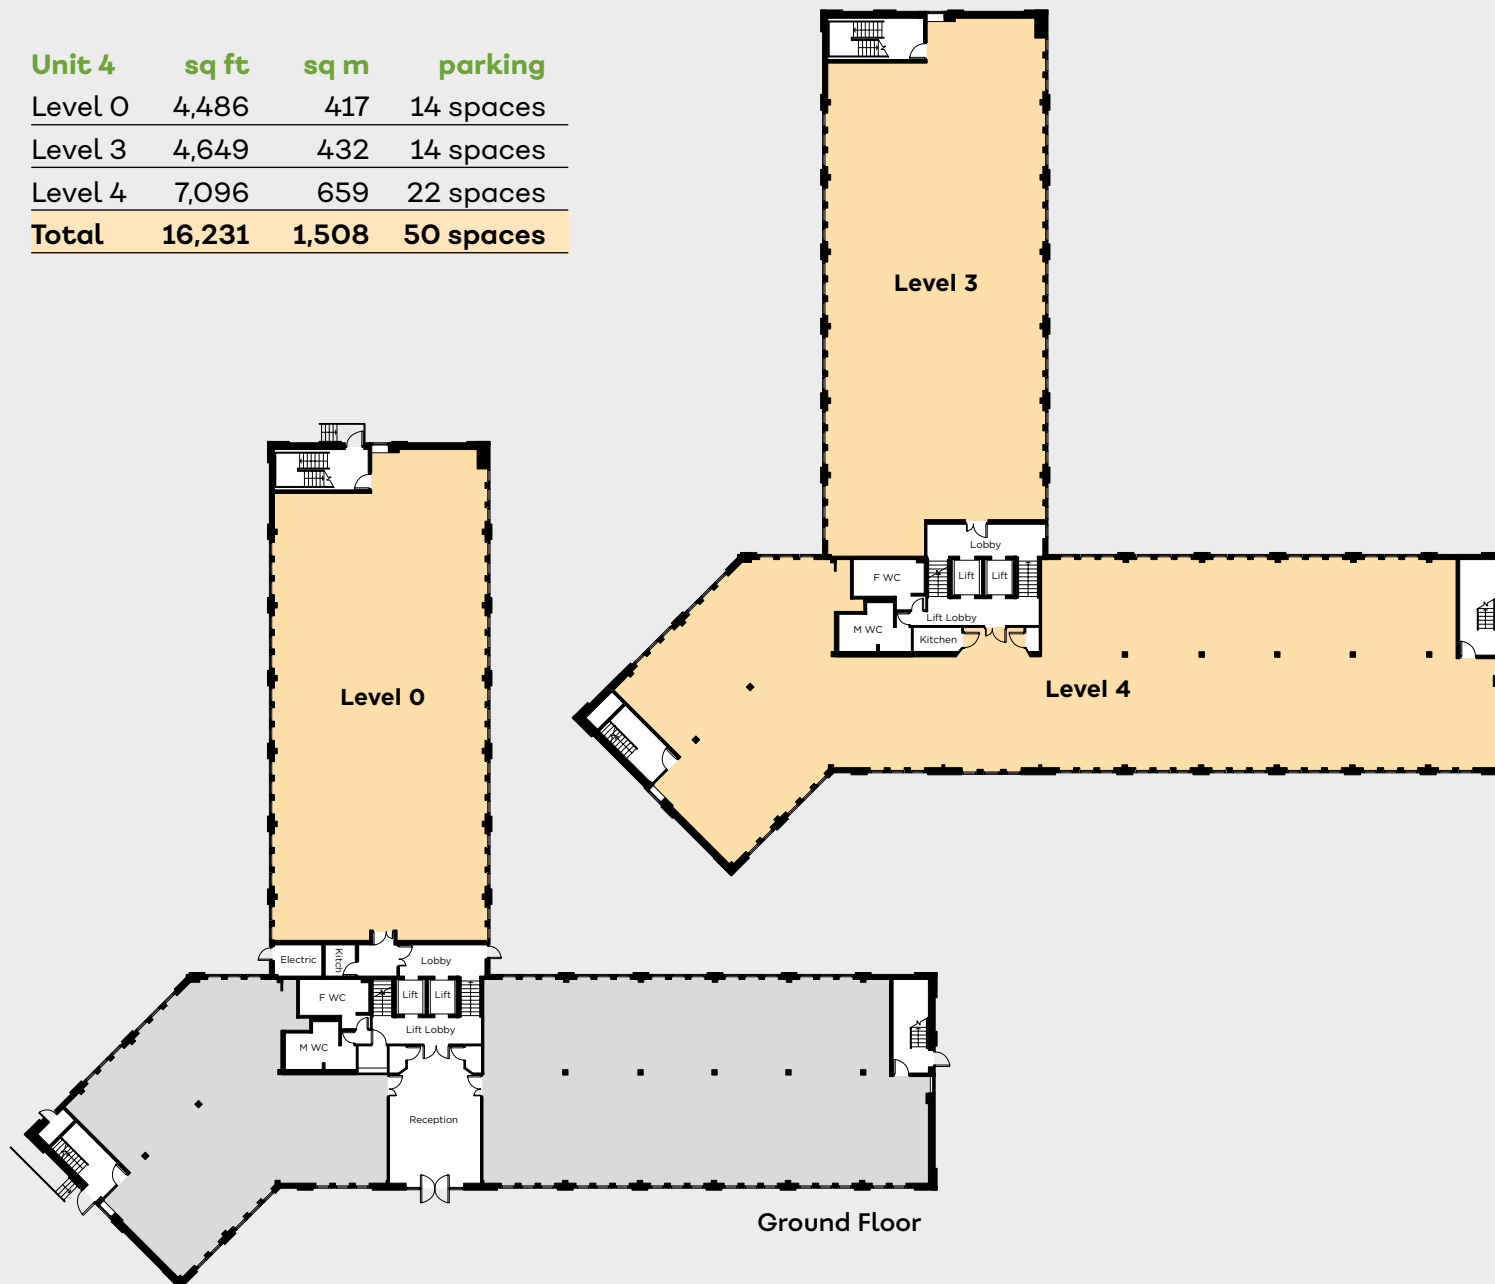 Unit 4 sq ft sq m parking
Level 0 4,486 417 14 spaces
Level 3 4,649 432 14 spaces
Level 4 7,096 659 22 spaces
Total 16,231 1,508 50 spaces
Level 3
Lobby
F WC
Lift
Lift
Lift Lobby
M WC
Kitchen
Level 4
Level 0
Electric
Kitch
Lobby
F WC
Lift
Lift
Lift Lobby
M WC
Reception
Ground Floor